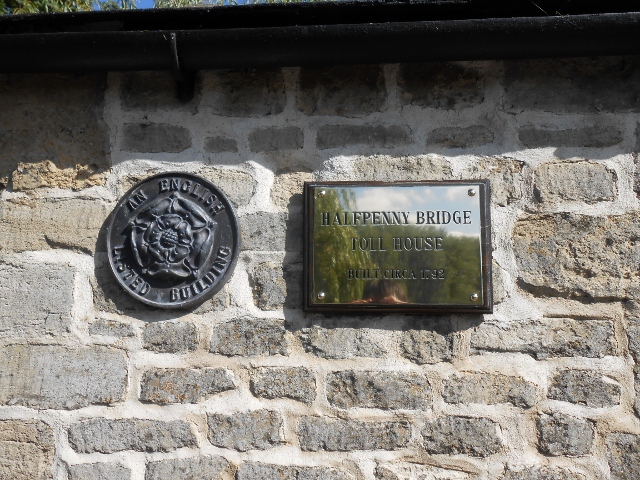 AN ENGLISH
LISTED BUILDING
HALFPENNY BRIDGE
TOLL HOUSE
BUILT CIRCA 1792